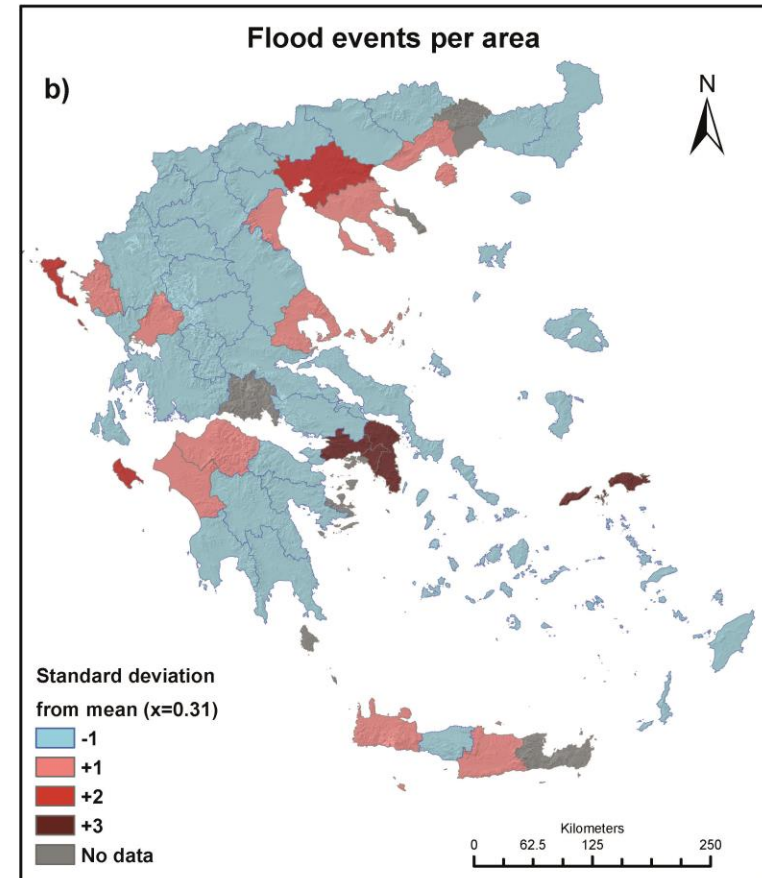 Flood events per area
b)
N
Standard deviation
from mean (x=0.31)
-1
+1
+2
+3
No data
Kilometers
0 62.5 125 250